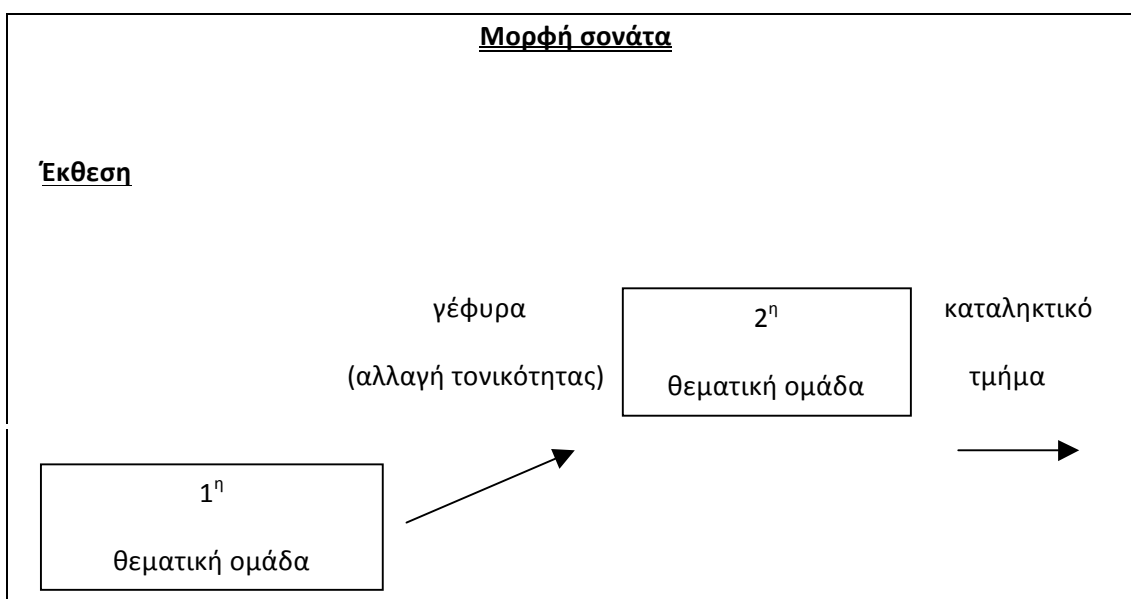 Μορφή σονάτα
Έκθεση
γέφυρα
(αλλαγή τονικότητας)
2η
θεματική ομάδα
καταληκτικό
τμήμα
1η
θεματική ομάδα